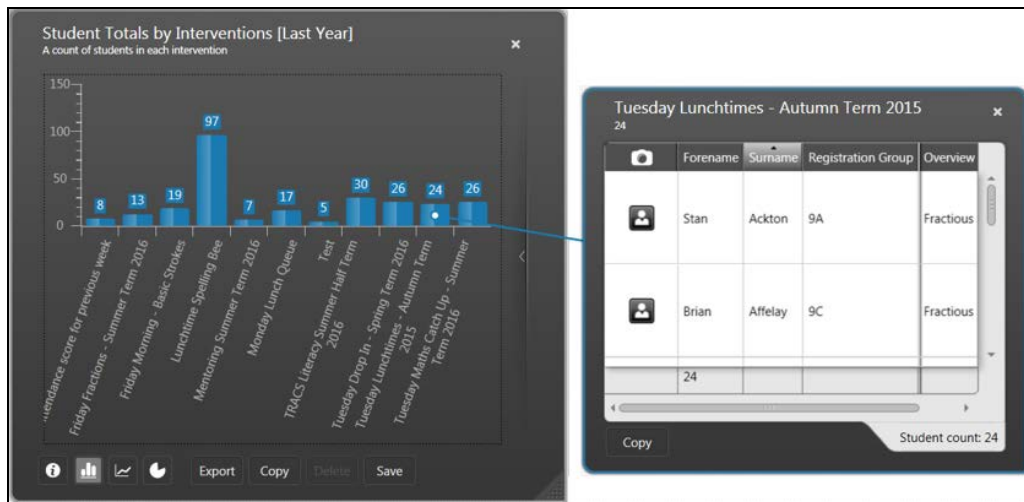 Student Totals by Interventions [Last Year]
A count of students in each intervention
150
100
50
0
8
13
19
97
7
17
5
30
26
24
26
endance score for previous week
Friday Fractions - Summer Term 2016
Friday Morning - Basic Strokes
Lunchtime Spelling Bee
Mentoring Summer Term 2016
Monday Lunch Queue
Test
TRACS Literacy Summer Half Term
2016
Tuesday Drop In - Spring Term 2016
Tuesday Lunchtimes - Autumn Term
2015
Tuesday Maths Catch Up - Summer
Term 2016
Export Copy Delete Save
Tuesday Lunchtimes - Autumn Term 2015
24
Forename Surname Registration Group Overview
Stan Ackton 9A Fractious
Brian Affelay 9C Fractious
24
Copy
Student count: 24